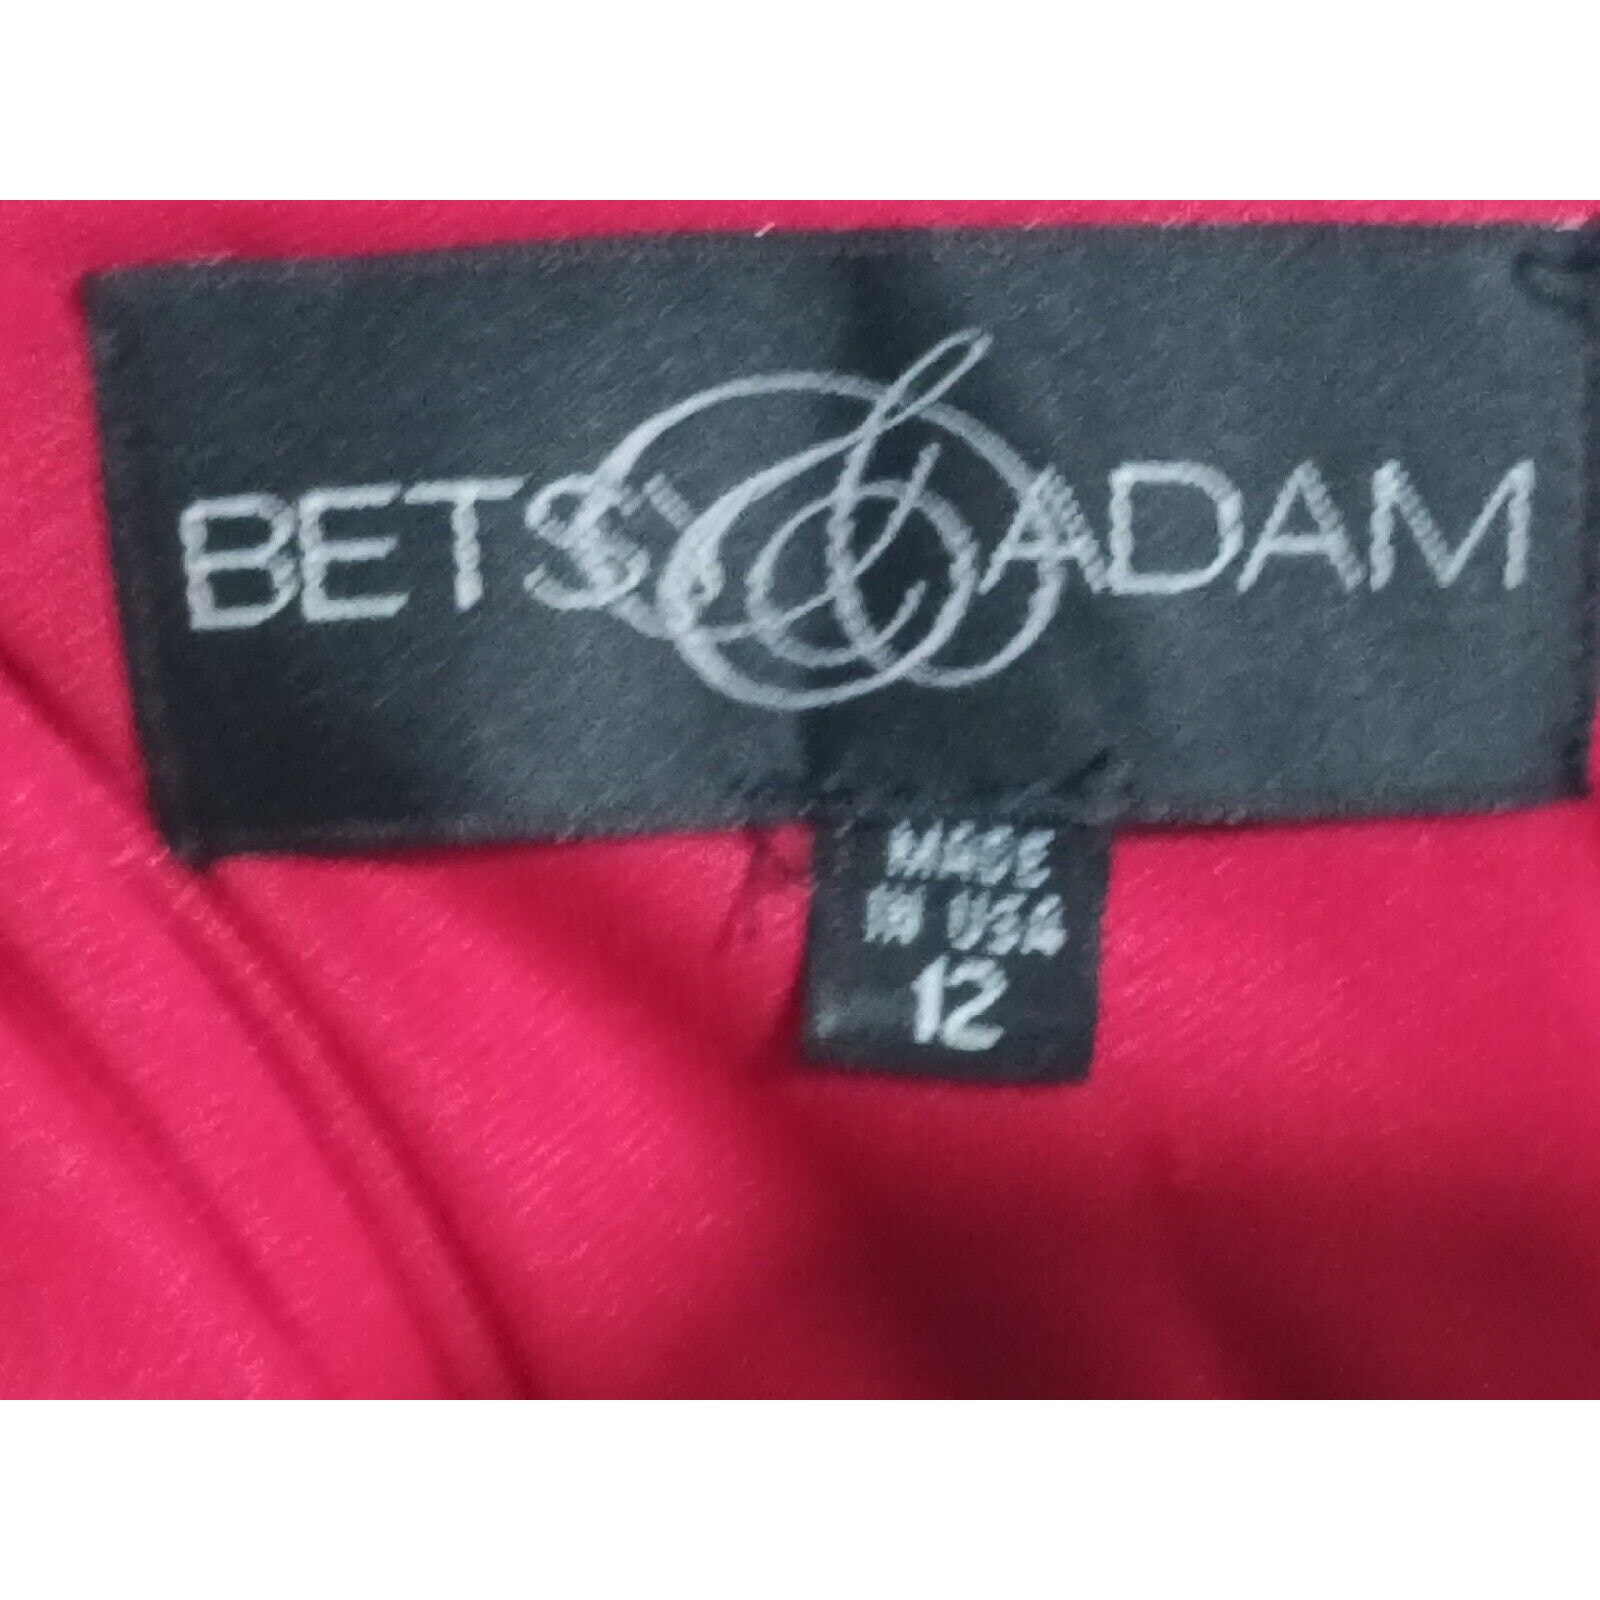 BETSY & ADAM
MADE
IN USA
12